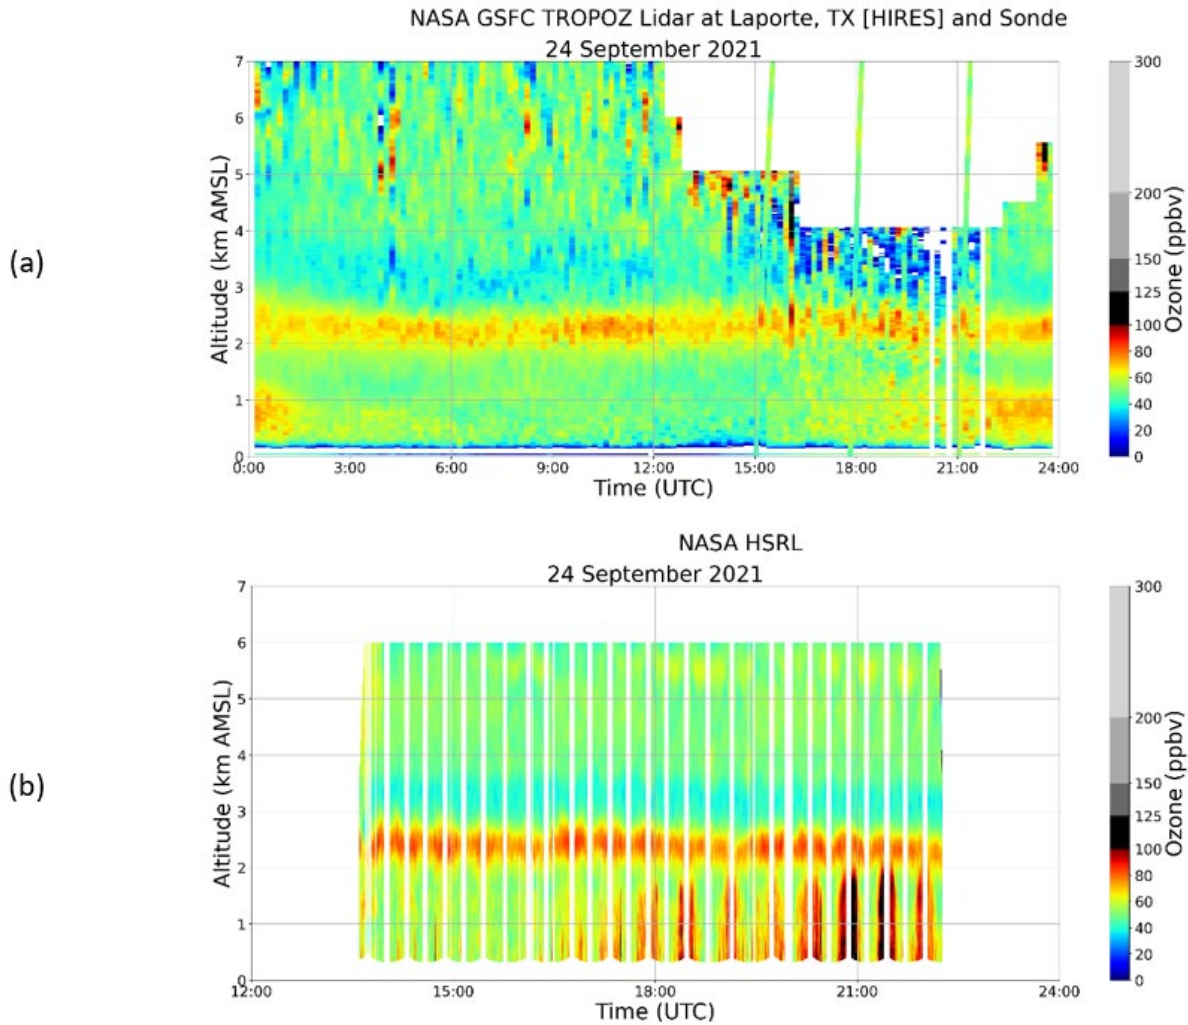 NASA GSFC TROPOZ Lidar at Laporte, TX [HIRES] and Sonde
24 September 2021
(a)
Altitude (km AMSL)
7
6
5
4
3
2
1
0
0:00 3:00 6:00 9:00 12:00 15:00 18:00 21:00 24:00
Time (UTC)
300
200
150
125
100
80
60
40
20
0
Ozone (ppbv)
NASA HSRL
24 September 2021
(b)
Altitude (km AMSL)
7
6
5
4
3
2
1
0
12:00 15:00 18:00 21:00 24:00
Time (UTC)
300
200
150
125
100
80
60
40
20
0
Ozone (ppbv)